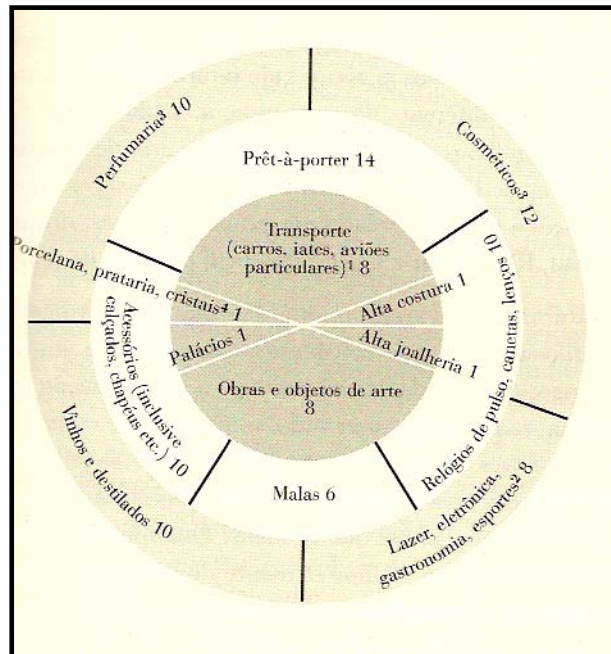 Perfumaria³ 10
Cosméticos³ 12
Prêt-à-porter 14
Transporte
(carros, iates, aviões
particulares)¹ 8
Porcelana, prataria, cristais⁴ 1
Alta costura 1
Palácios 1
Alta joalheria 1
Obras e objetos de arte
8
Acessórios (inclusive
calçados, chapéus etc.) 10
Relógios de pulso, canetas, lenços 10
Malas 6
Vinhos e destilados 10
Lazer, eletrônica,
gastronomia, esportes² 8